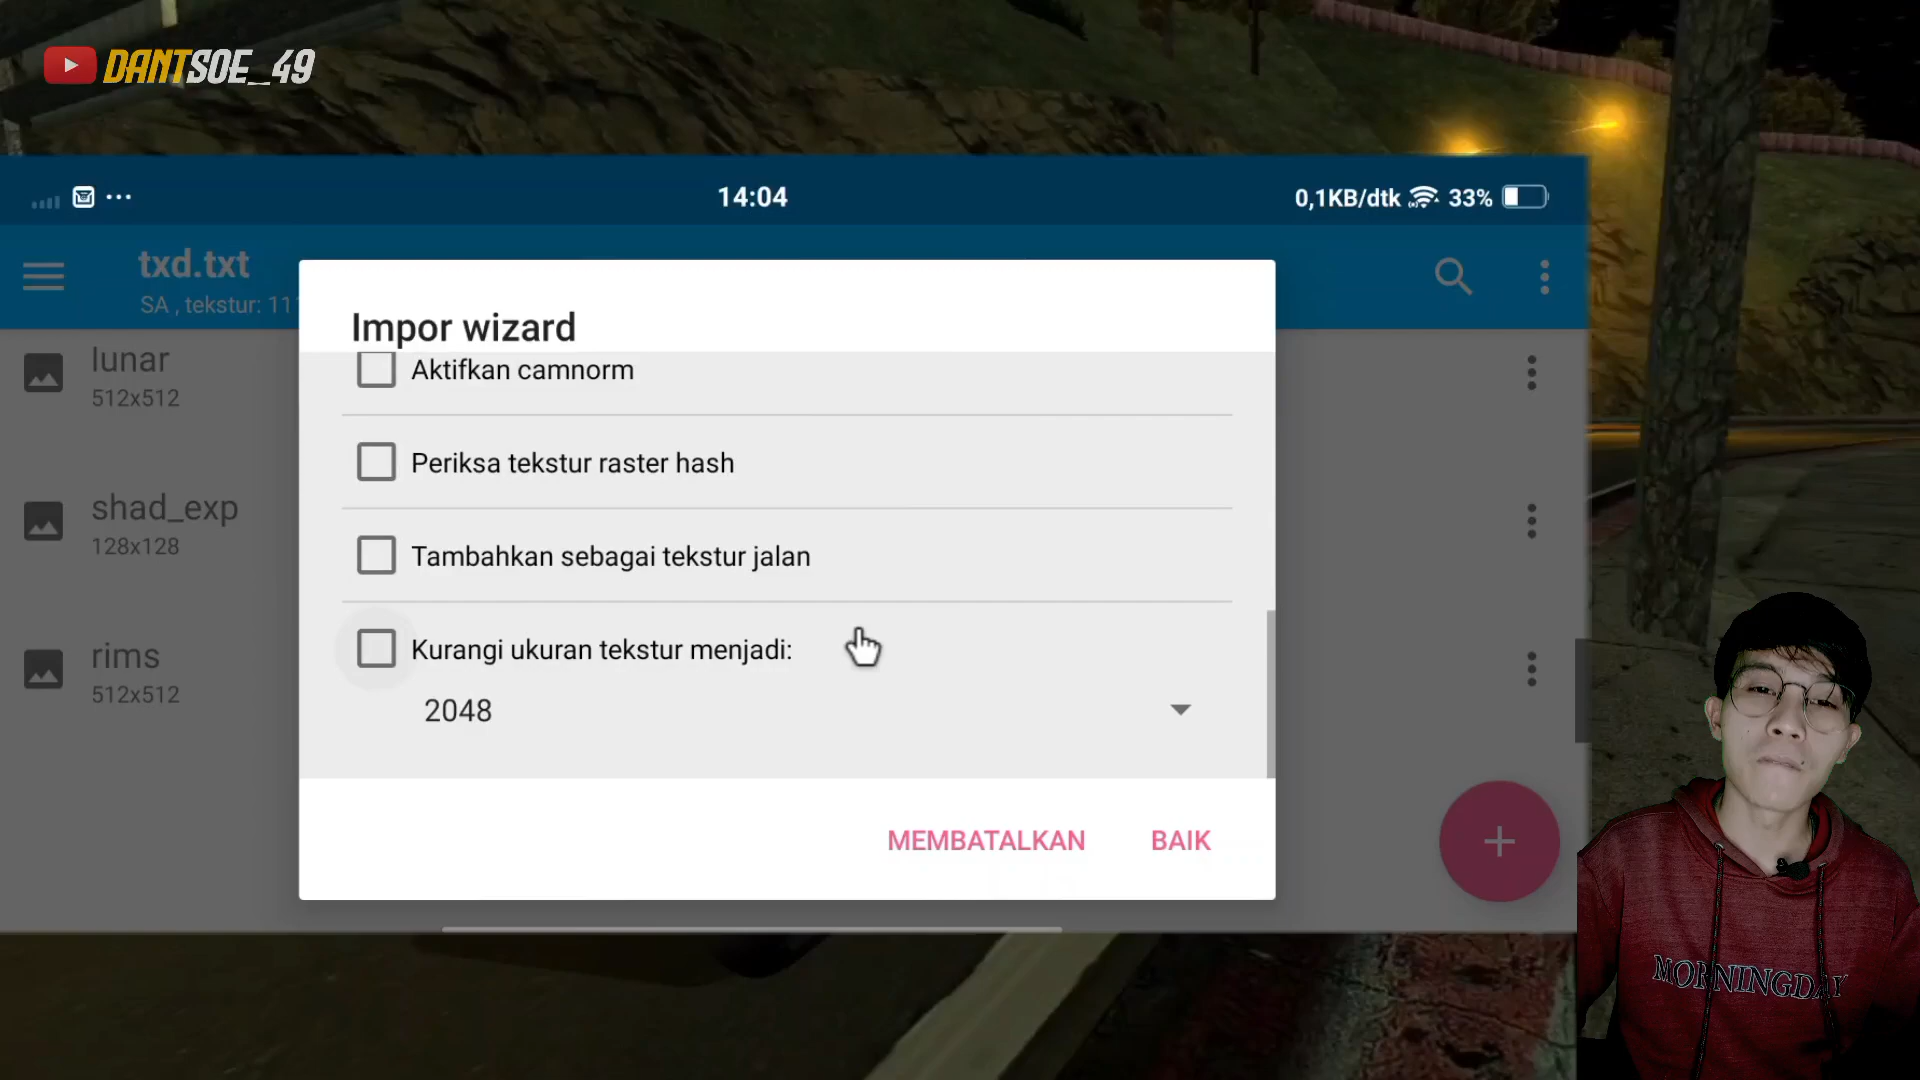 DANTSOE_49
14:04
0,1KB/dtk 33%
txd.txt
SA , tekstur: 11
lunar
512x512
shad_exp
128x128
rims
512x512
Impor wizard
Aktifkan camnorm
Periksa tekstur raster hash
Tambahkan sebagai tekstur jalan
Kurangi ukuran tekstur menjadi:
2048
MEMBATALKAN BAIK
MORNINGDAY